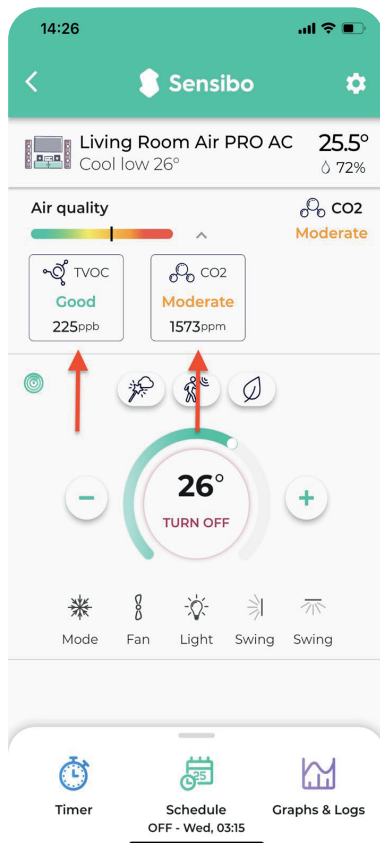 14:26
Sensibo
Living Room Air PRO AC 25.5°
Cool low 26° 72%
Air quality CO2
Moderate
TVOC CO2
Good Moderate
225ppb 1573ppm
26°
TURN OFF
Mode Fan Light Swing Swing
25
Timer Schedule Graphs & Logs
OFF - Wed, 03:15